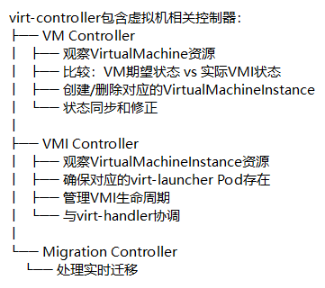 virt-controller包含虚拟机相关控制器：
├── VM Controller
│   ├── 观察VirtualMachine资源
│   ├── 比较：VM期望状态 vs 实际VMI状态
│   ├── 创建/删除对应的VirtualMachineInstance
│   └── 状态同步和修正
│
├── VMI Controller
│   ├── 观察VirtualMachineInstance资源
│   ├── 确保对应的virt-launcher Pod存在
│   ├── 管理VMI生命周期
│   └── 与virt-handler协调
│
└── Migration Controller
    └── 处理实时迁移